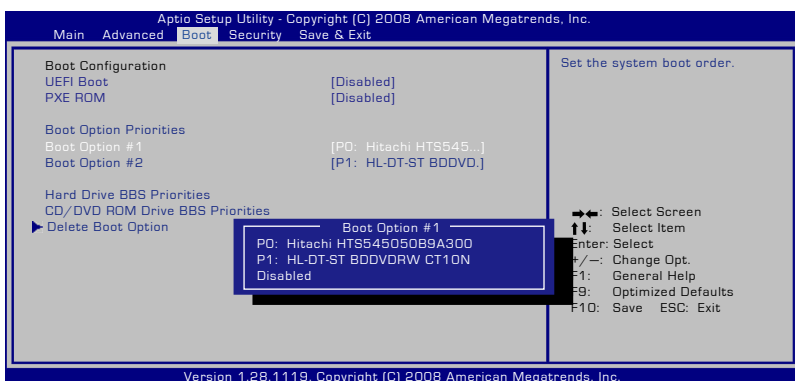 Aptio Setup Utility - Copyright (C) 2008 American Megatrends, Inc.
Main Advanced Boot Security Save & Exit
Boot Configuration
UEFI Boot [Disabled]
PXE ROM [Disabled]
Boot Option Priorities
Boot Option #1 [P0: Hitachi HTS545...]
Boot Option #2 [P1: HL-DT-ST BDDVD.]
Hard Drive BBS Priorities
CD/DVD ROM Drive BBS Priorities
Delete Boot Option
Boot Option #1
P0: Hitachi HTS545050B9A300
P1: HL-DT-ST BDDVDRW CT10N
Disabled
Set the system boot order.
→←: Select Screen
↑↓: Select Item
Enter: Select
+/—: Change Opt.
F1: General Help
F9: Optimized Defaults
F10: Save ESC: Exit
Version 1.28.1119. Copyright (C) 2008 American Megatrends, Inc.